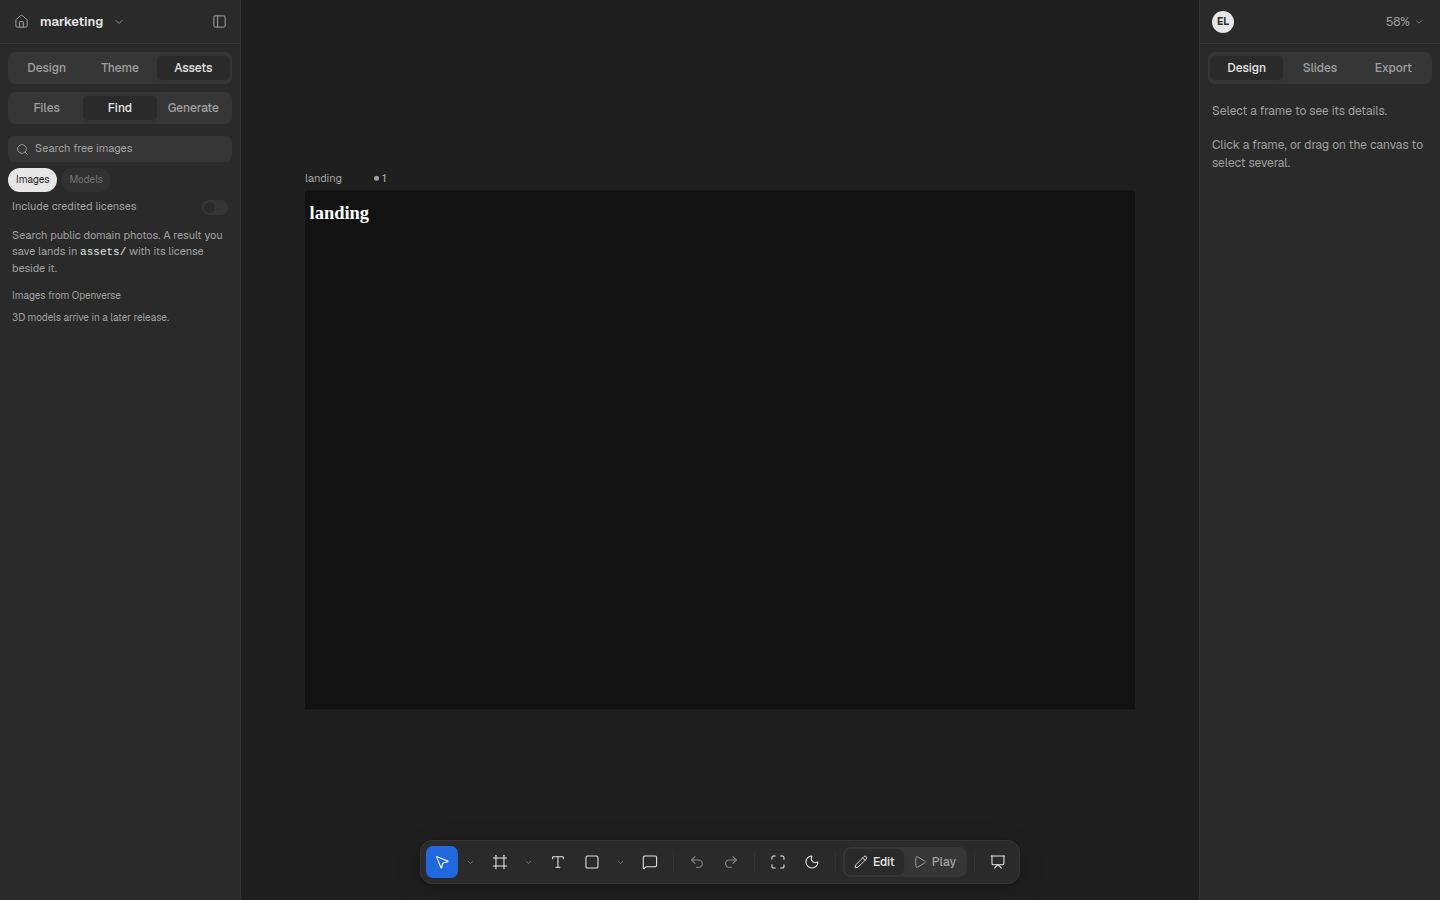 marketing
Design Theme Assets
Files Find Generate
Search free images
Images Models
Include credited licenses
Search public domain photos. A result you
save lands in assets/ with its license
beside it.
Images from Openverse
3D models arrive in a later release.
landing 1
landing
Edit Play
EL 58%
Design Slides Export
Select a frame to see its details.
Click a frame, or drag on the canvas to
select several.